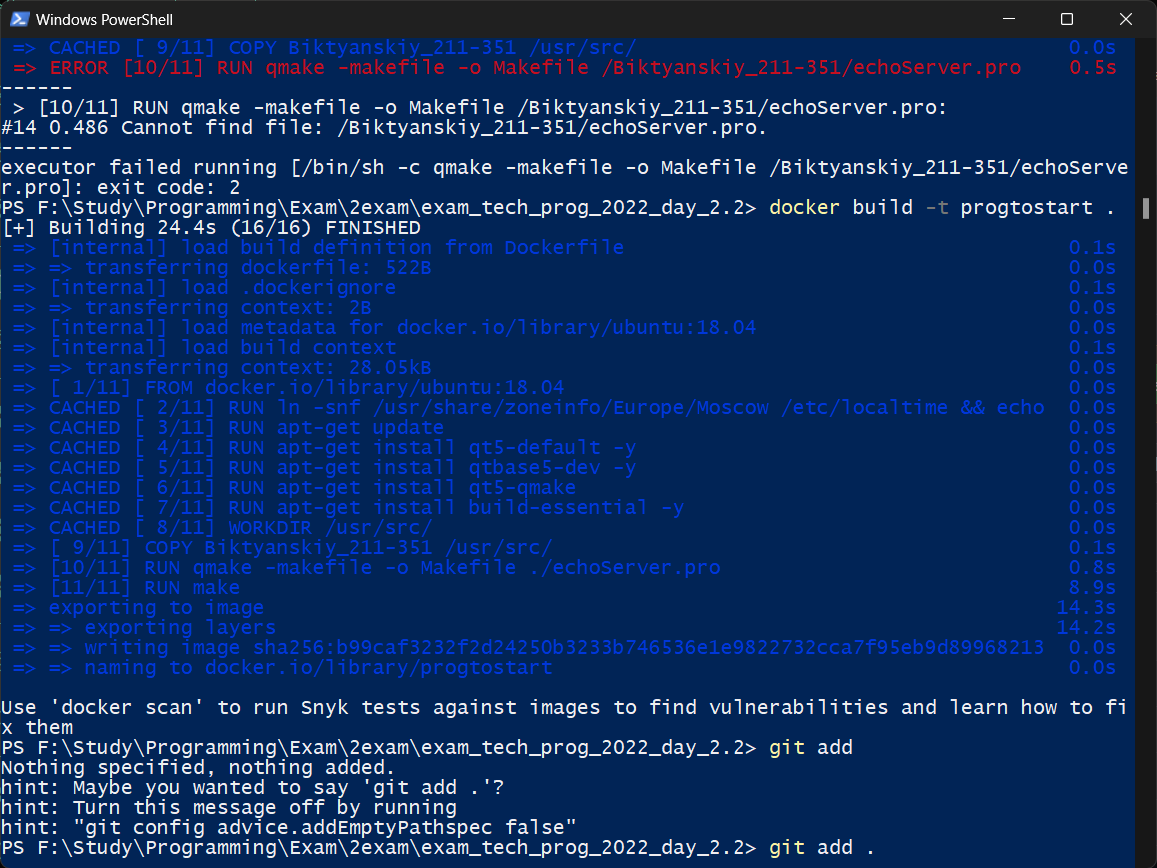 Windows PowerShell
=> CACHED [ 9/11] COPY Biktyanskiy_211-351 /usr/src/ 0.0s
=> ERROR [10/11] RUN qmake -makefile -o Makefile /Biktyanskiy_211-351/echoServer.pro 0.5s
------
> [10/11] RUN qmake -makefile -o Makefile /Biktyanskiy_211-351/echoServer.pro:
#14 0.486 Cannot find file: /Biktyanskiy_211-351/echoServer.pro.
------
executor failed running [/bin/sh -c qmake -makefile -o Makefile /Biktyanskiy_211-351/echoServe
r.pro]: exit code: 2
PS F:\Study\Programming\Exam\2exam\exam_tech_prog_2022_day_2.2> docker build -t progtostart .
[+] Building 24.4s (16/16) FINISHED
=> [internal] load build definition from Dockerfile 0.1s
=> => transferring dockerfile: 522B 0.0s
=> [internal] load .dockerignore 0.1s
=> => transferring context: 2B 0.0s
=> [internal] load metadata for docker.io/library/ubuntu:18.04 0.0s
=> [internal] load build context 0.1s
=> => transferring context: 28.05kB 0.0s
=> [ 1/11] FROM docker.io/library/ubuntu:18.04 0.0s
=> CACHED [ 2/11] RUN ln -snf /usr/share/zoneinfo/Europe/Moscow /etc/localtime && echo 0.0s
=> CACHED [ 3/11] RUN apt-get update 0.0s
=> CACHED [ 4/11] RUN apt-get install qt5-default -y 0.0s
=> CACHED [ 5/11] RUN apt-get install qtbase5-dev -y 0.0s
=> CACHED [ 6/11] RUN apt-get install qt5-qmake 0.0s
=> CACHED [ 7/11] RUN apt-get install build-essential -y 0.0s
=> CACHED [ 8/11] WORKDIR /usr/src/ 0.0s
=> [ 9/11] COPY Biktyanskiy_211-351 /usr/src/ 0.1s
=> [10/11] RUN qmake -makefile -o Makefile ./echoServer.pro 0.8s
=> [11/11] RUN make 8.9s
=> exporting to image 14.3s
=> => exporting layers 14.2s
=> => writing image sha256:b99caf3232f2d24250b3233b746536e1e9822732cca7f95eb9d89968213 0.0s
=> => naming to docker.io/library/progtostart 0.0s
Use 'docker scan' to run Snyk tests against images to find vulnerabilities and learn how to fi
x them
PS F:\Study\Programming\Exam\2exam\exam_tech_prog_2022_day_2.2> git add
Nothing specified, nothing added.
hint: Maybe you wanted to say 'git add .'?
hint: Turn this message off by running
hint: "git config advice.addEmptyPathspec false"
PS F:\Study\Programming\Exam\2exam\exam_tech_prog_2022_day_2.2> git add .